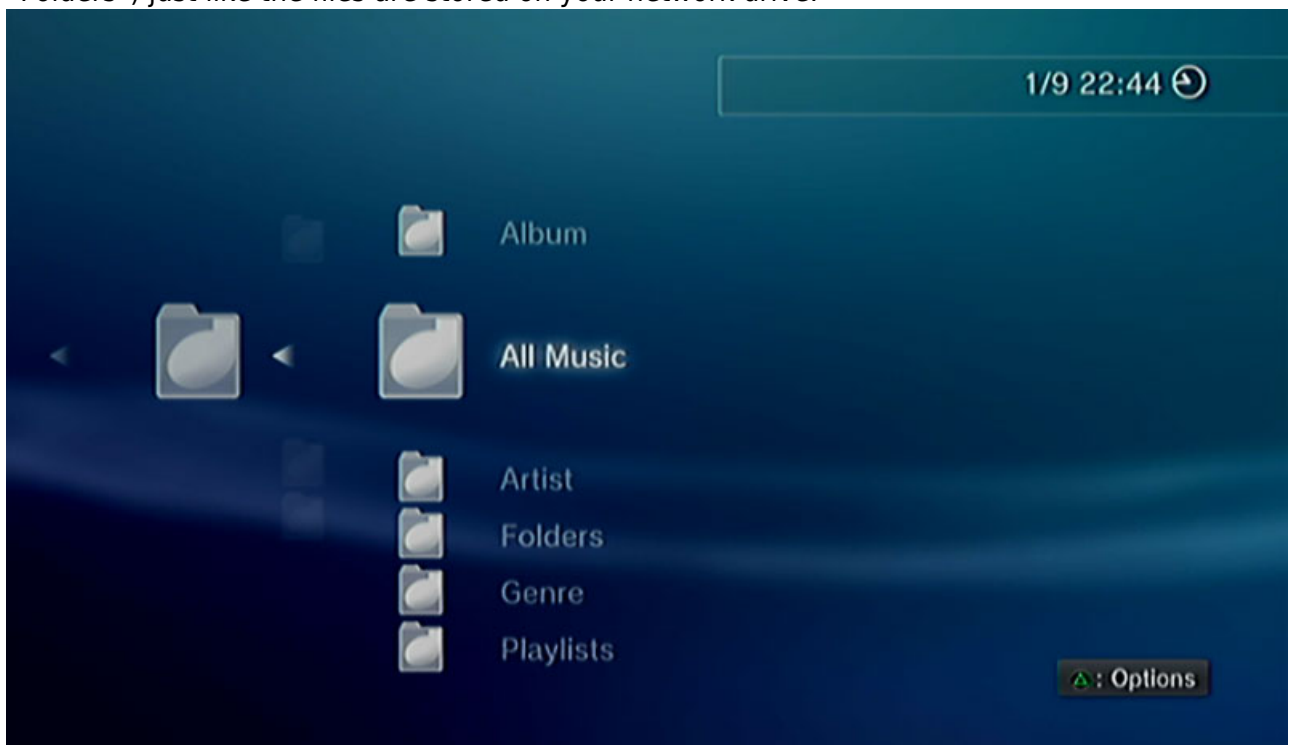 1/9 22:44
Album
All Music
Artist
Folders
Genre
Playlists
: Options